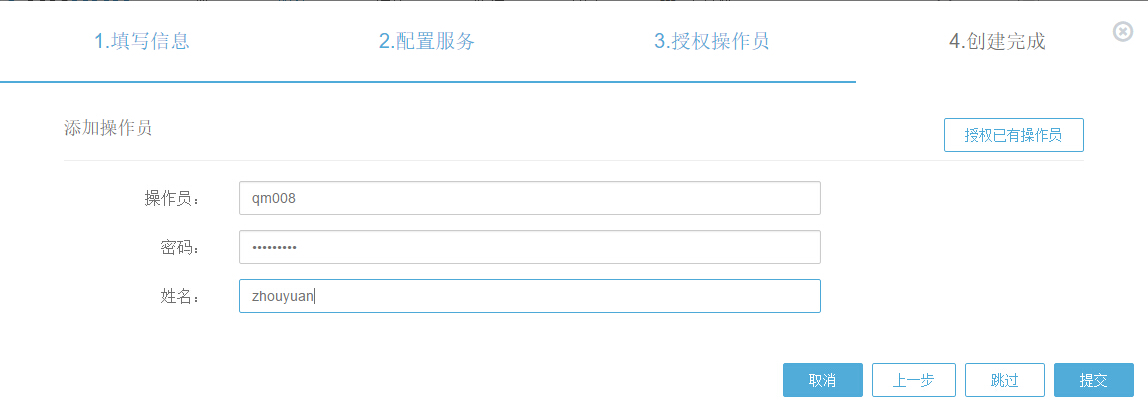 1.填写信息 2.配置服务 3.授权操作员 4.创建完成
添加操作员
授权已有操作员
操作员： qm008
密码： •••••••••
姓名： zhouyuan
取消 上一步 跳过 提交